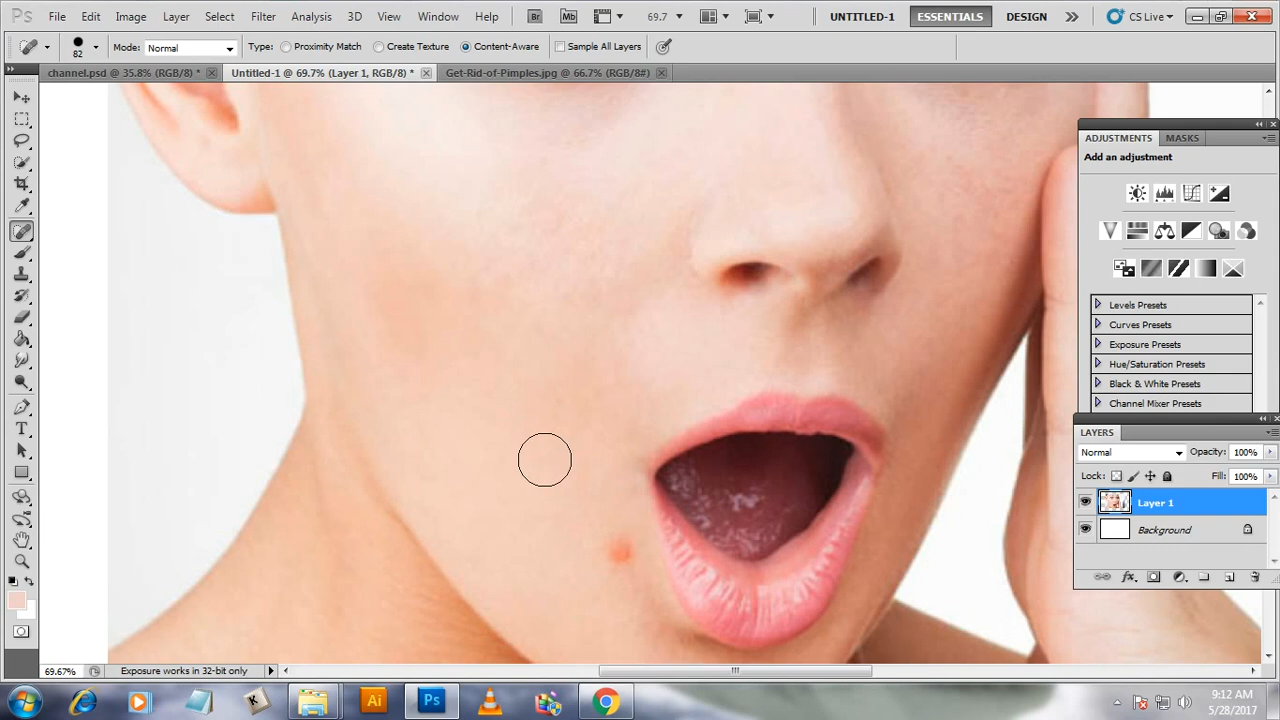 Ps File Edit Image Layer Select Filter Analysis 3D View Window Help Br Mb 69.7 UNTITLED-1 ESSENTIALS DESIGN CS Live
82 Mode: Normal Type: Proximity Match Create Texture Content-Aware Sample All Layers
channel.psd @ 35.8% (RGB/8) * Untitled-1 @ 69.7% (Layer 1, RGB/8) * Get-Rid-of-Pimples.jpg @ 66.7% (RGB/8#)
ADJUSTMENTS MASKS
Add an adjustment
Levels Presets
Curves Presets
Exposure Presets
Hue/Saturation Presets
Black & White Presets
Channel Mixer Presets
LAYERS
Normal Opacity: 100%
Lock: Fill: 100%
Layer 1
Background
69.67% Exposure works in 32-bit only
K Ai Ps
9:12 AM
5/28/2017